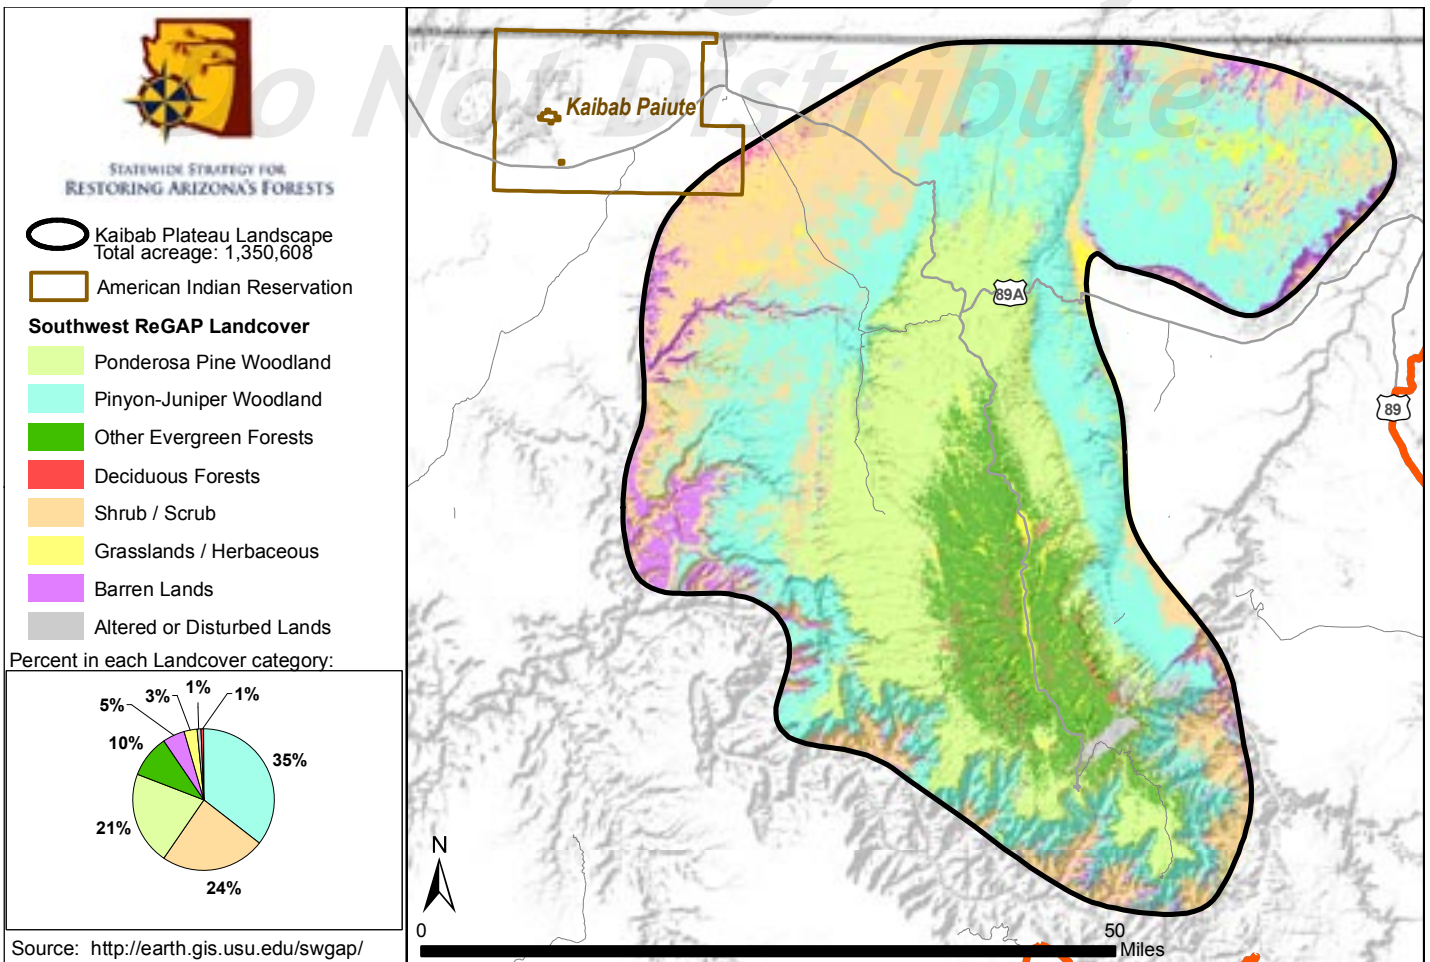 Do Not Distribute
STATEWIDE STRATEGY FOR
RESTORING ARIZONA'S FORESTS
Kaibab Plateau Landscape
Total acreage: 1,350,608
American Indian Reservation
Southwest ReGAP Landcover
Ponderosa Pine Woodland
Pinyon-Juniper Woodland
Other Evergreen Forests
Deciduous Forests
Shrub / Scrub
Grasslands / Herbaceous
Barren Lands
Altered or Disturbed Lands
Percent in each Landcover category:
1%
1%
3%
5%
10%
35%
21%
24%
Source: http://earth.gis.usu.edu/swgap/
Kaibab Paiute
89A
89
N
0
50
Miles